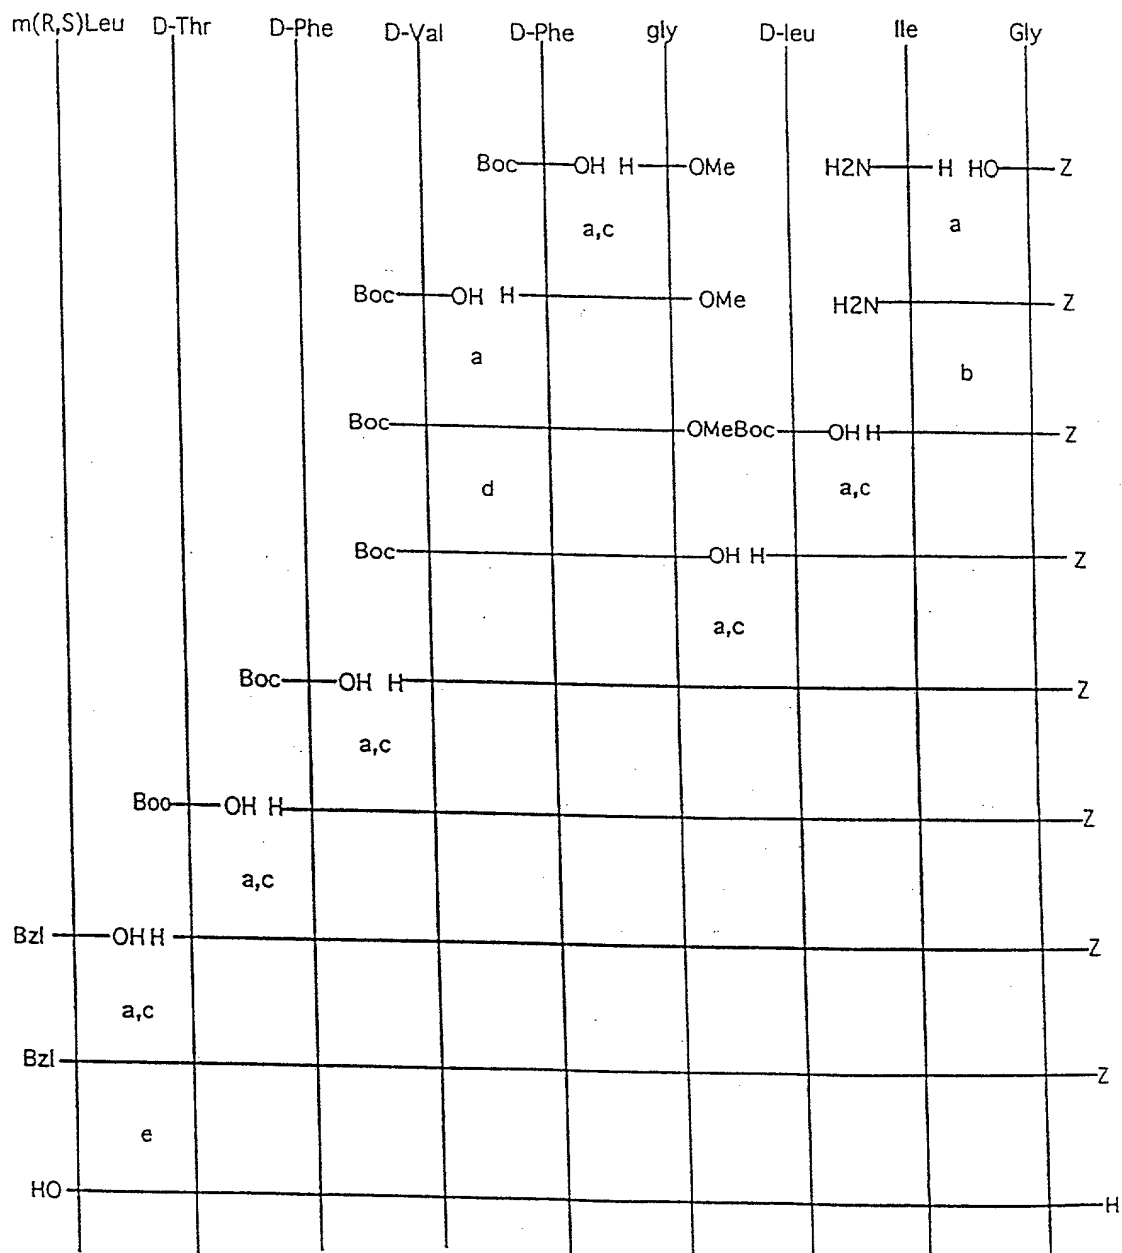 m(R,S)Leu D-Thr D-Phe D-Val D-Phe gly D-leu Ile Gly
Boc OH H OMe H2N H HO Z
a,c a
Boc OH H OMe H2N Z
a b
Boc OMeBoc OH H Z
d a,c
Boc OH H Z
a,c
Boc OH H Z
a,c
Boo OH H Z
a,c
Bzl OH H Z
a,c
Bzl Z
e
HO H